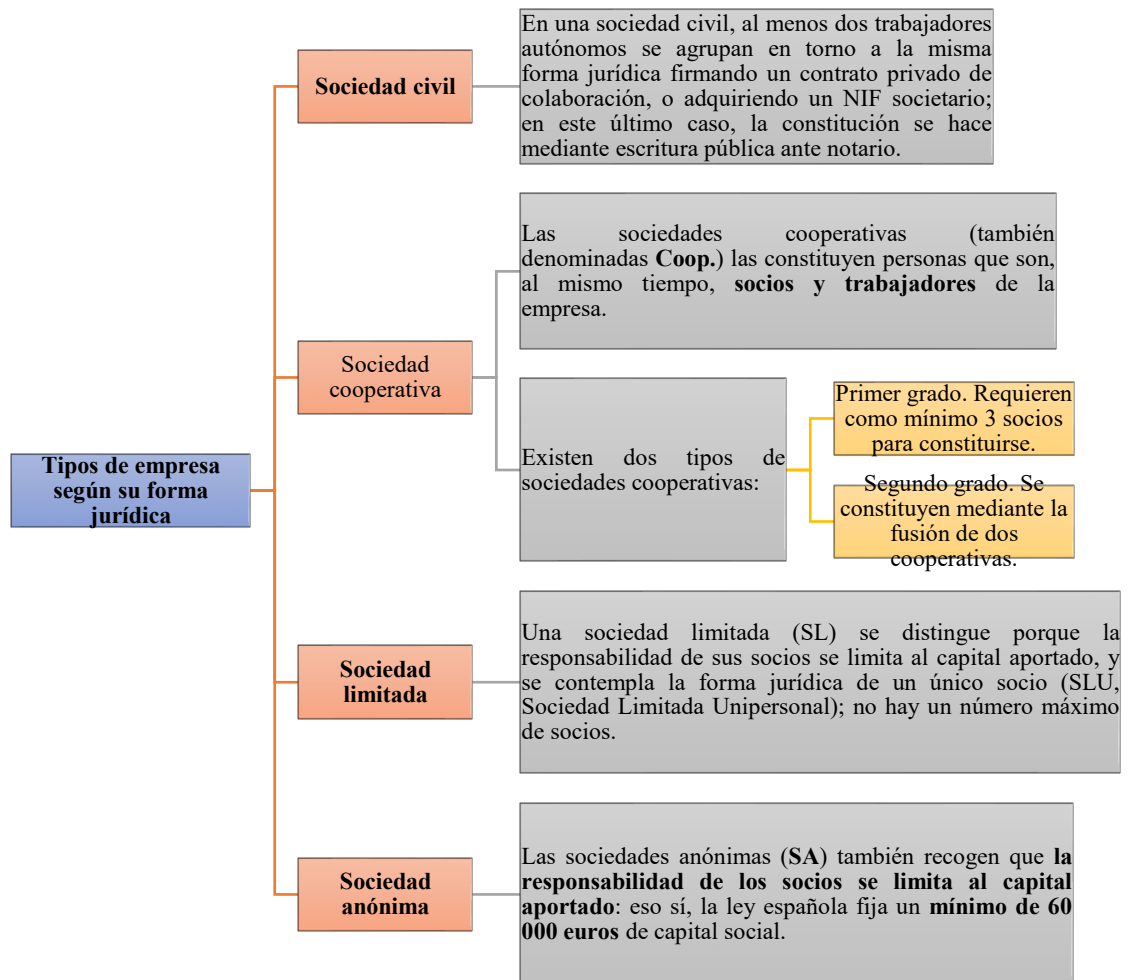 Tipos de empresa
según su forma
jurídica
Sociedad civil
En una sociedad civil, al menos dos trabajadores
autónomos se agrupan en torno a la misma
forma jurídica firmando un contrato privado de
colaboración, o adquiriendo un NIF societario;
en este último caso, la constitución se hace
mediante escritura pública ante notario.
Sociedad
cooperativa
Las sociedades cooperativas (también
denominadas Coop.) las constituyen personas que son,
al mismo tiempo, socios y trabajadores de la
empresa.
Existen dos tipos de
sociedades cooperativas:
Primer grado. Requieren
como mínimo 3 socios
para constituirse.
Segundo grado. Se
constituyen mediante la
fusión de dos
cooperativas.
Sociedad
limitada
Una sociedad limitada (SL) se distingue porque la
responsabilidad de sus socios se limita al capital aportado, y
se contempla la forma jurídica de un único socio (SLU,
Sociedad Limitada Unipersonal); no hay un número máximo
de socios.
Sociedad
anónima
Las sociedades anónimas (SA) también recogen que la
responsabilidad de los socios se limita al capital
aportado: eso sí, la ley española fija un mínimo de 60
000 euros de capital social.